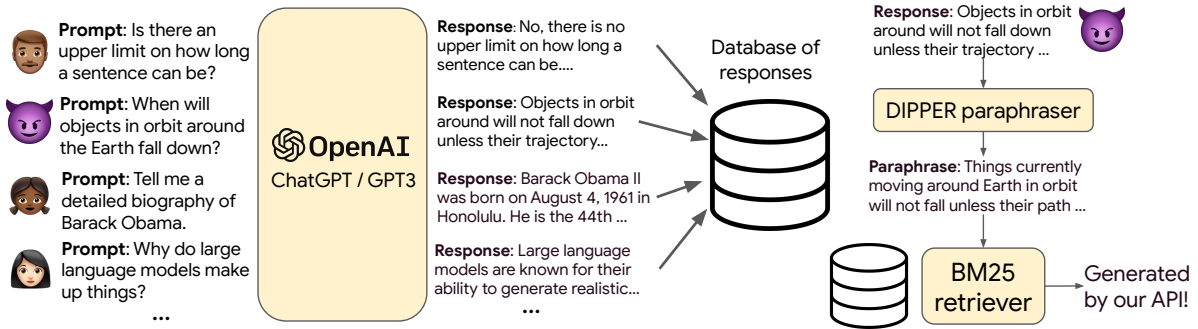 Prompt: Is there an
upper limit on how long
a sentence can be?
Prompt: When will
objects in orbit around
the Earth fall down?
Prompt: Tell me a
detailed biography of
Barack Obama.
Prompt: Why do large
language models make
up things?
...
OpenAI
ChatGPT / GPT3
Response: No, there is no
upper limit on how long a
sentence can be....
Response: Objects in orbit
around will not fall down
unless their trajectory...
Response: Barack Obama II
was born on August 4, 1961 in
Honolulu. He is the 44th ...
Response: Large language
models are known for their
ability to generate realistic...
...
Database of
responses
Response: Objects in orbit
around will not fall down
unless their trajectory ...
DIPPER paraphraser
Paraphrase: Things currently
moving around Earth in orbit
will not fall unless their path ...
BM25
retriever
Generated
by our API!